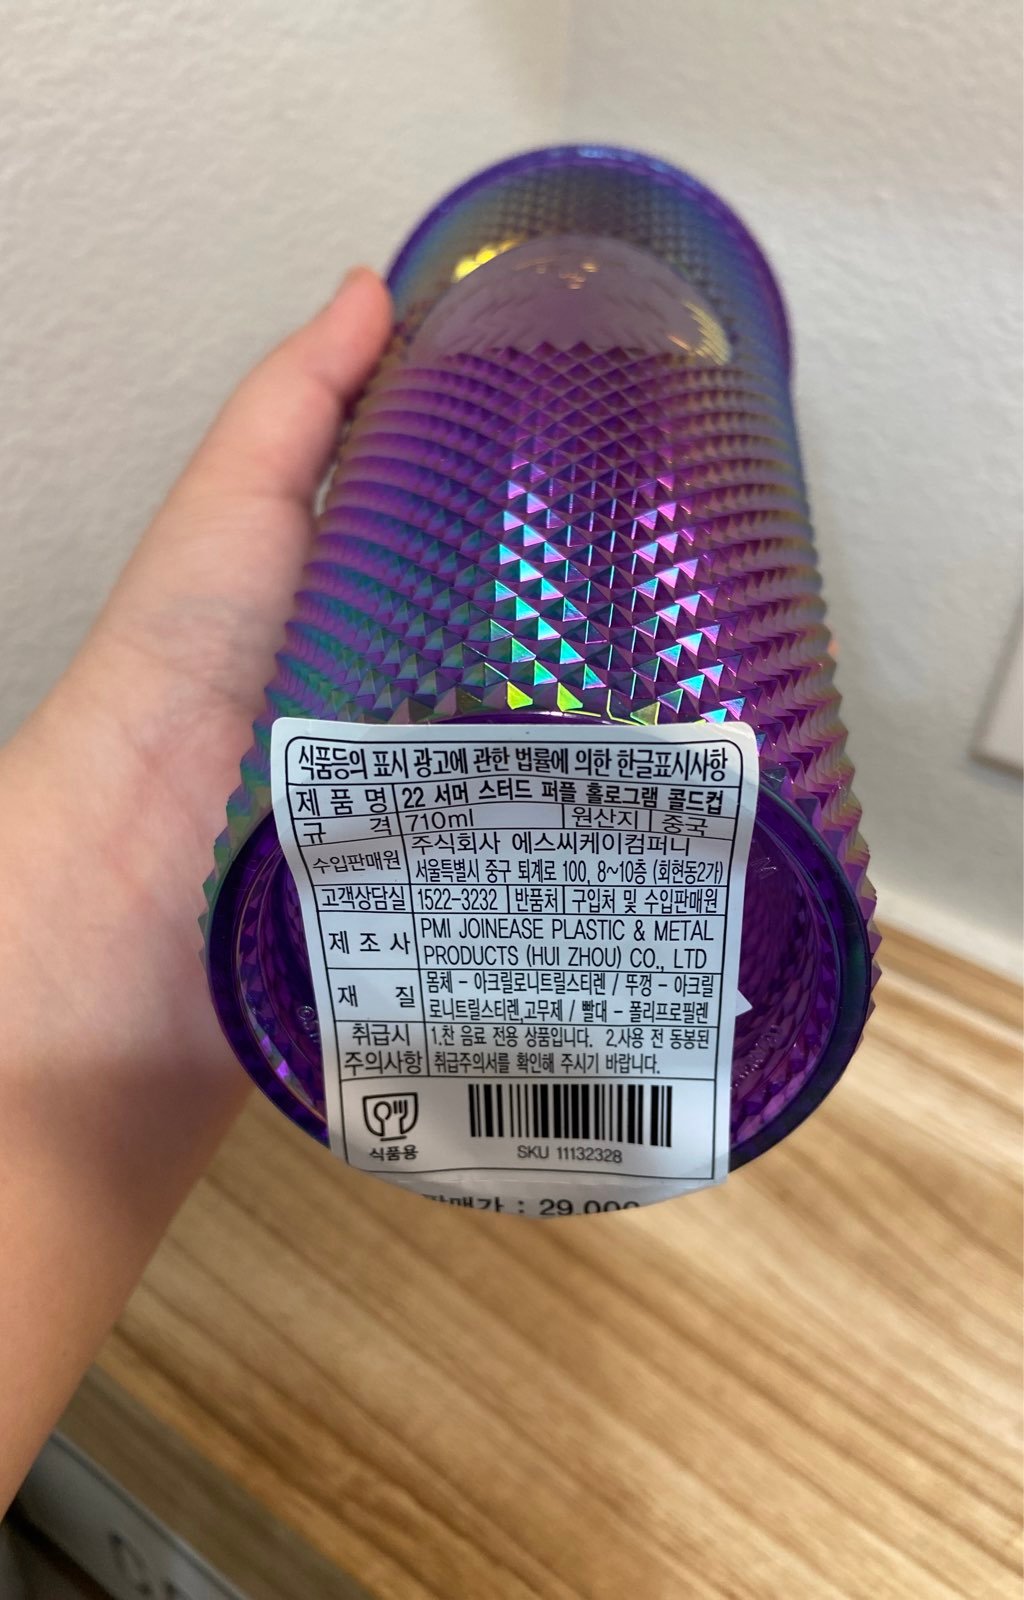 식품등의 표시 광고에 관한 법률에 의한 한글표시사항
제 품 명 22 서머 스터드 퍼플 홀로그램 콜드컵
규 격 710ml 원산지 중국
수입판매원 주식회사 에스씨케이컴퍼니
서울특별시 중구 퇴계로 100, 8~10층 (회현동2가)
고객상담실 1522-3232 반품처 구입처 및 수입판매원
제 조 사 PMI JOINEASE PLASTIC & METAL
PRODUCTS (HUI ZHOU) CO., LTD
재 질 몸체 - 아크릴로니트릴스티렌 / 뚜껑 - 아크릴
로니트릴스티렌,고무제 / 빨대 - 폴리프로필렌
취급시 주의사항 1.찬 음료 전용 상품입니다. 2.사용 전 동봉된
취급주의서를 확인해 주시기 바랍니다.
식품용
SKU 11132328
판매가 : 29,000